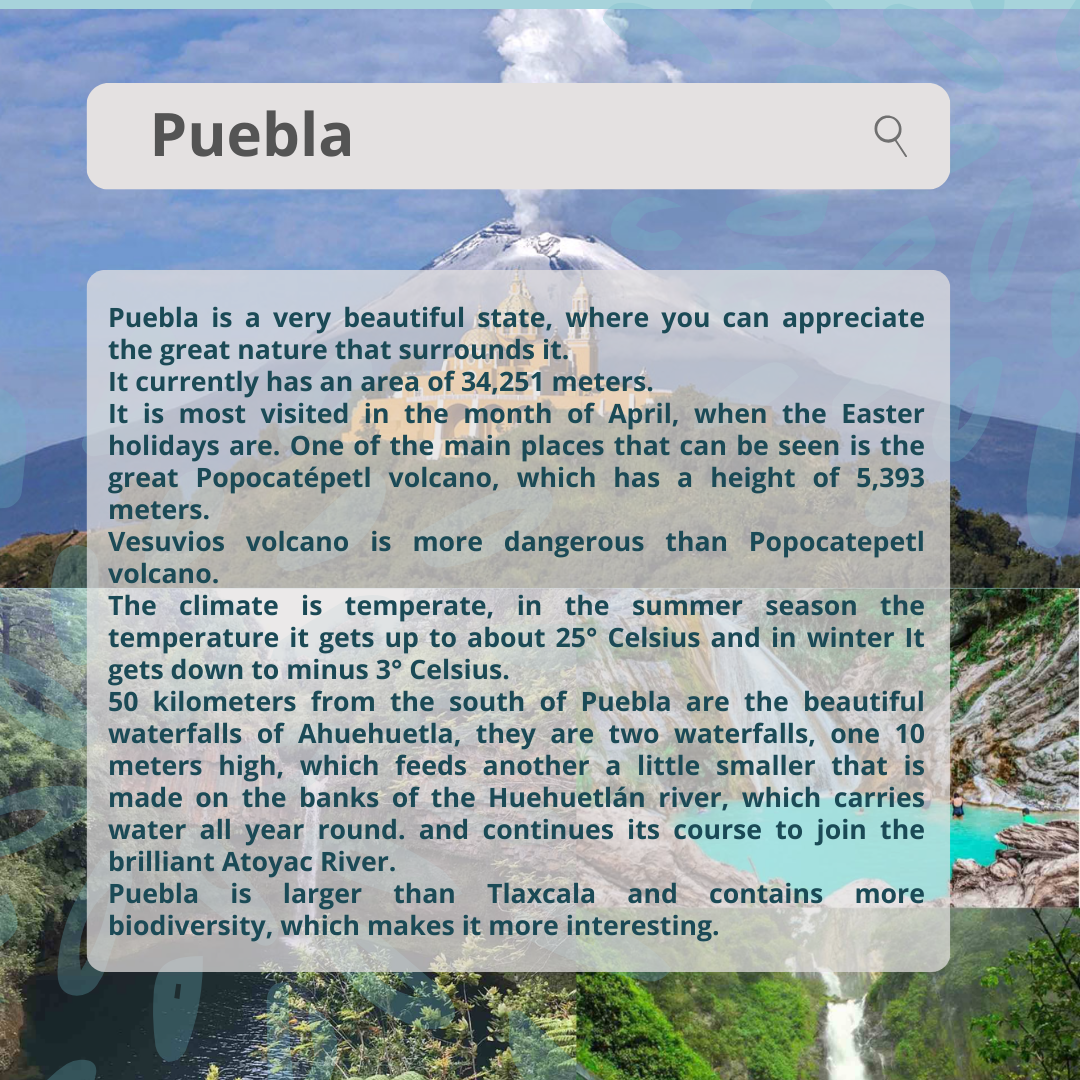 Puebla
Puebla is a very beautiful state, where you can appreciate
the great nature that surrounds it.
It currently has an area of 34,251 meters.
It is most visited in the month of April, when the Easter
holidays are. One of the main places that can be seen is the
great Popocatépetl volcano, which has a height of 5,393
meters.
Vesuvios volcano is more dangerous than Popocatepetl
volcano.
The climate is temperate, in the summer season the
temperature it gets up to about 25° Celsius and in winter It
gets down to minus 3° Celsius.
50 kilometers from the south of Puebla are the beautiful
waterfalls of Ahuehuetla, they are two waterfalls, one 10
meters high, which feeds another a little smaller that is
made on the banks of the Huehuetlán river, which carries
water all year round. and continues its course to join the
brilliant Atoyac River.
Puebla is larger than Tlaxcala and contains more
biodiversity, which makes it more interesting.